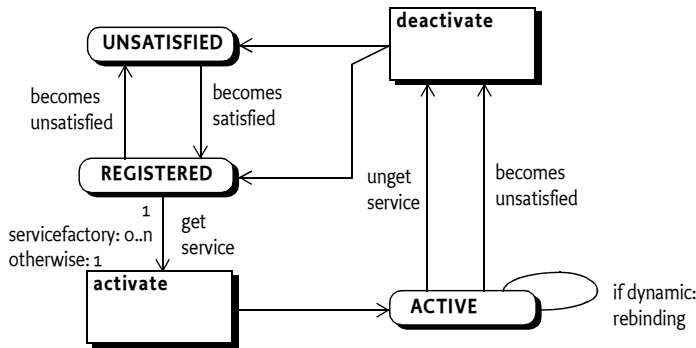 deactivate
UNSATISFIED
becomes
unsatisfied
becomes
satisfied
REGISTERED
unget
service
becomes
unsatisfied
1
servicefactory: 0..n
otherwise: 1
get
service
activate
ACTIVE
if dynamic:
rebinding